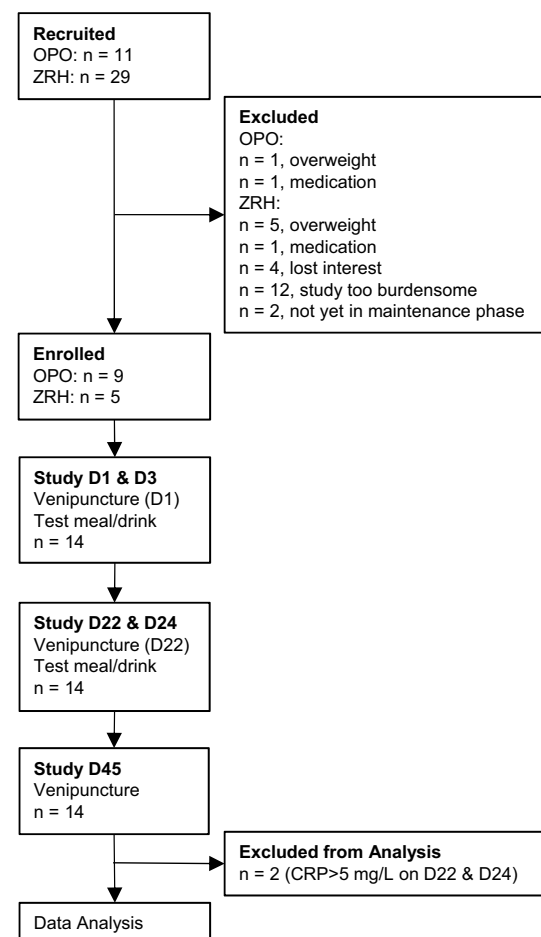 Recruited
OPO: n = 11
ZRH: n = 29
Excluded
OPO:
n = 1, overweight
n = 1, medication
ZRH:
n = 5, overweight
n = 1, medication
n = 4, lost interest
n = 12, study too burdensome
n = 2, not yet in maintenance phase
Enrolled
OPO: n = 9
ZRH: n = 5
Study D1 & D3
Venipuncture (D1)
Test meal/drink
n = 14
Study D22 & D24
Venipuncture (D22)
Test meal/drink
n = 14
Study D45
Venipuncture
n = 14
Excluded from Analysis
n = 2 (CRP>5 mg/L on D22 & D24)
Data Analysis